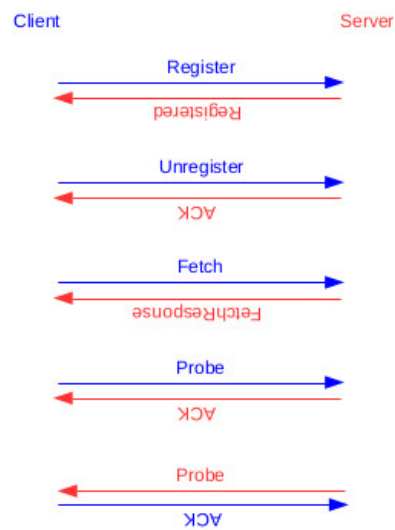 Client
Server
Register
Registered
Unregister
ACK
Fetch
FetchResponse
Probe
ACK
Probe
ACK